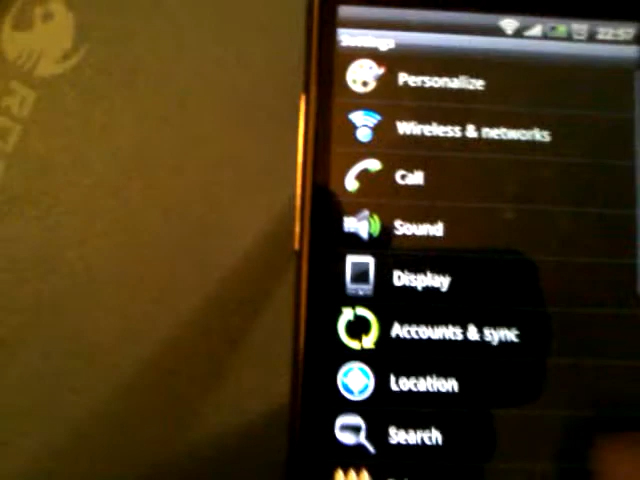 22:57
Settings
Personalize
Wireless & networks
Call
Sound
Display
Accounts & sync
Location
Search